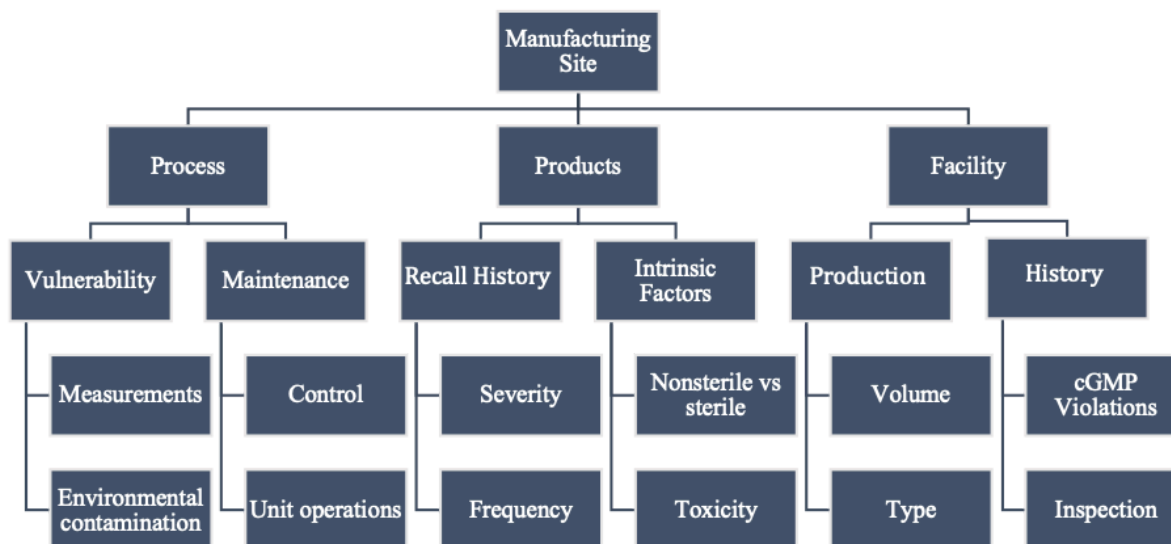 Manufacturing
Site
Process
Products
Facility
Vulnerability
Maintenance
Recall History
Intrinsic
Factors
Production
History
Measurements
Control
Severity
Nonsterile vs
sterile
Volume
cGMP
Violations
Environmental
contamination
Unit operations
Frequency
Toxicity
Type
Inspection